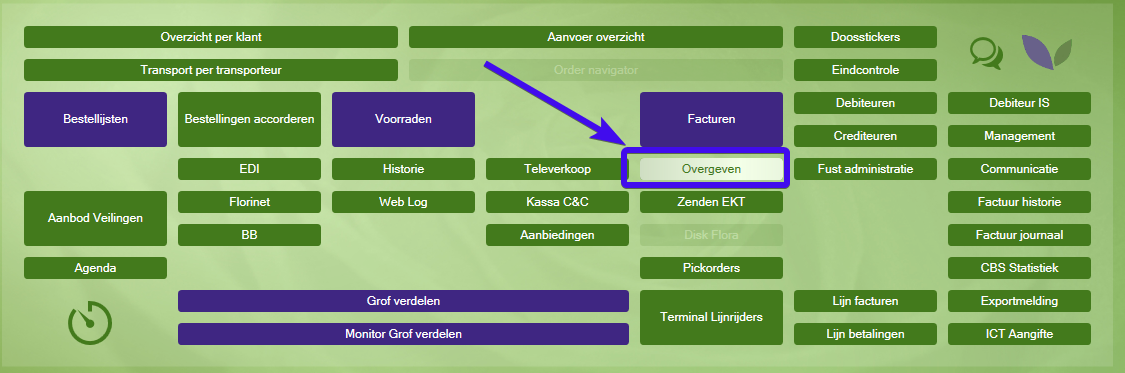 Overzicht per klant
Aanvoer overzicht
Doosstickers
Transport per transporteur
Order navigator
Eindcontrole
Bestellijsten
Bestellingen accorderen
Voorraden
Facturen
Debiteuren
Debiteur IS
Crediteuren
Management
EDI
Historie
Televerkoop
Overgeven
Fust administratie
Communicatie
Aanbod Veilingen
Florinet
Web Log
Kassa C&C
Zenden EKT
Factuur historie
BB
Aanbiedingen
Disk Flora
Factuur journaal
Agenda
Pickorders
CBS Statistiek
Grof verdelen
Terminal Lijnrijders
Lijn facturen
Exportmelding
Monitor Grof verdelen
Lijn betalingen
ICT Aangifte